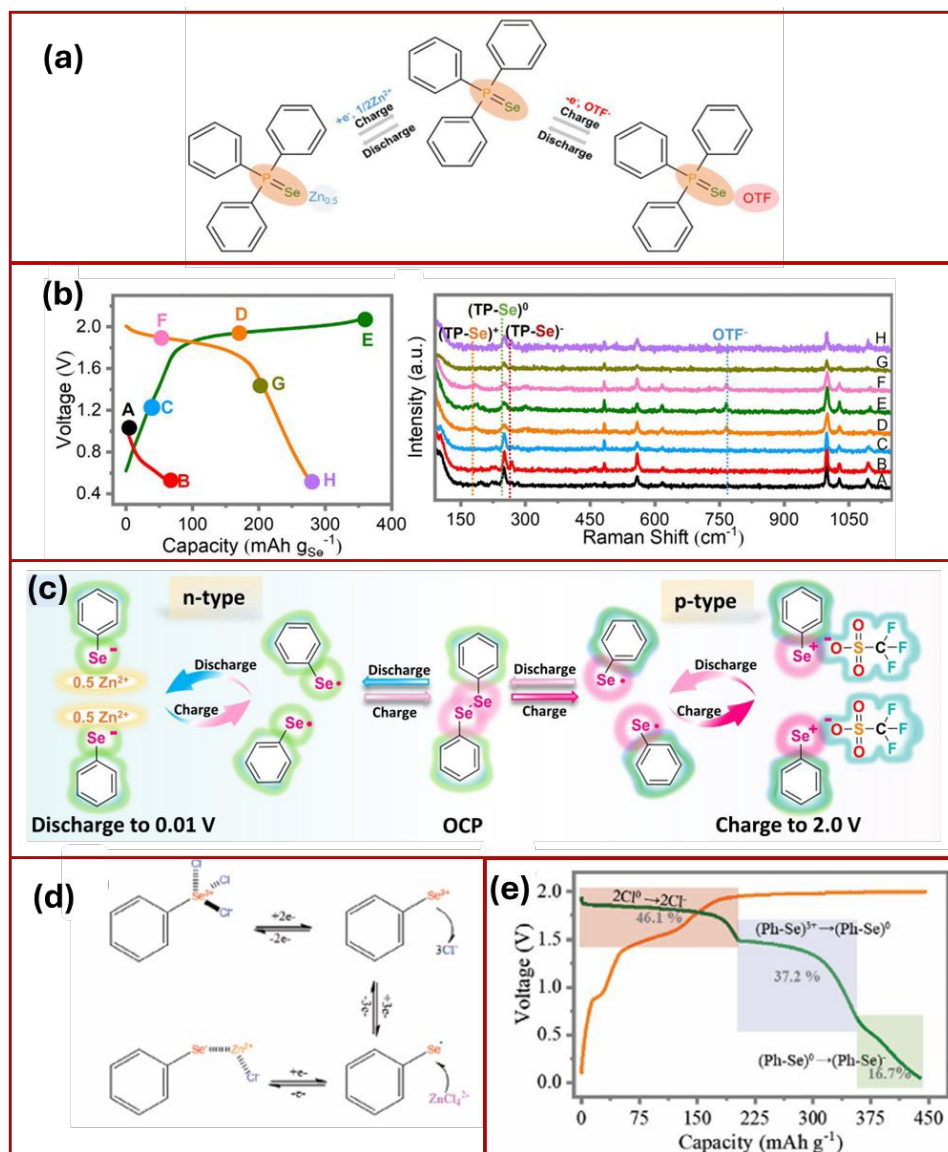 (a)
P
Se
+e⁻, 1/2Zn²⁺
Charge
Discharge
-e⁻, OTF⁻
Charge
Discharge
P
Se
Zn₀.₅
P
Se
OTF
(b)
Voltage (V)
2.0
1.6
1.2
0.8
0.4
A
B
C
D
E
F
G
H
0 100 200 300 400
Capacity (mAh gSe⁻¹)
Intensity (a.u.)
(TP-Se)⁰
(TP-Se)⁺
(TP-Se)⁻
OTF⁻
H
G
F
E
D
C
B
A
150 300 450 600 750 900 1050
Raman Shift (cm⁻¹)
(c)
n-type
p-type
Se⁻
0.5 Zn²⁺
0.5 Zn²⁺
Se⁻
Discharge
Charge
Se•
Se•
Discharge
Charge
Se
Se
Discharge
Charge
Se•
Se•
Discharge
Charge
Se⁺
⁻O
O
S
O
C
F
F
F
Se⁺
⁻O
O
S
O
C
F
F
F
Discharge to 0.01 V
OCP
Charge to 2.0 V
(d)
Cl
Cl
Cl
+2e-
-2e-
Se²⁺
3Cl⁻
+3e-
-3e-
Se⁻
Zn²⁺
Cl⁻
+e-
-e-
Se•
ZnCl₄²⁻
(e)
Voltage (V)
2.0
1.5
1.0
0.5
0.0
2Cl⁰→2Cl⁻
46.1 %
(Ph-Se)³⁺→(Ph-Se)⁰
37.2 %
(Ph-Se)⁰→(Ph-Se)⁻
16.7%
0 75 150 225 300 375 450
Capacity (mAh g⁻¹)